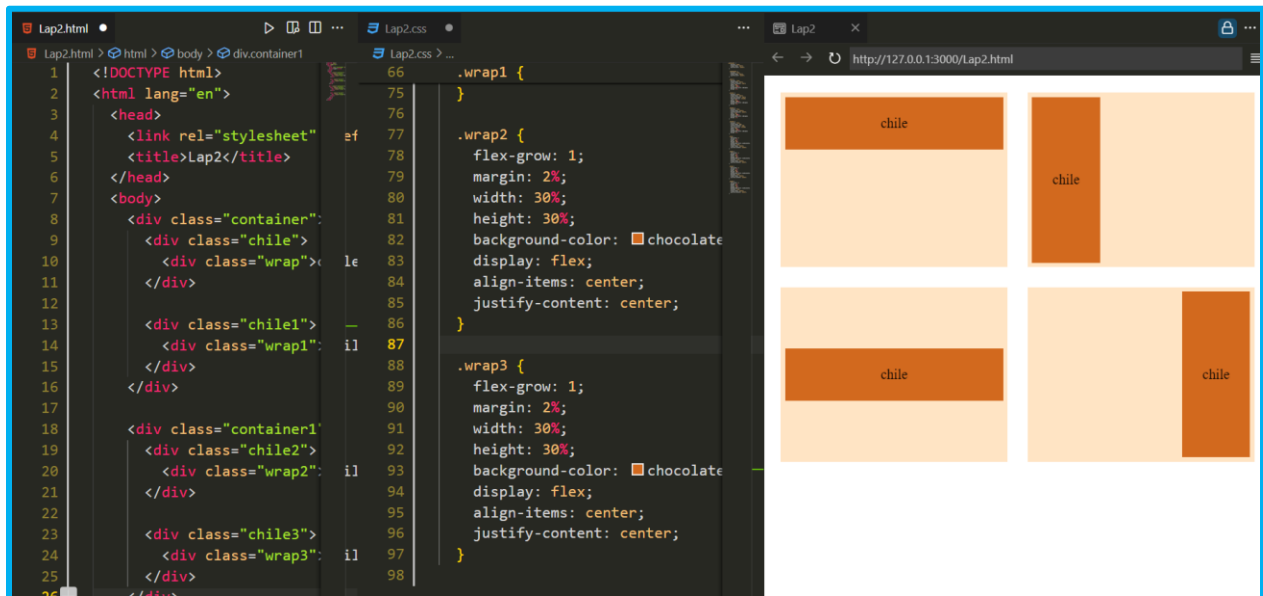 Lap2.html
Lap2.html > html > body > div.container1
1 <!DOCTYPE html>
2 <html lang="en">
3 <head>
4 <link rel="stylesheet" ef
5 <title>Lap2</title>
6 </head>
7 <body>
8 <div class="container":
9 <div class="chile">
10 <div class="wrap">c le
11 </div>
12
13 <div class="chile1">
14 <div class="wrap1": il
15 </div>
16 </div>
17
18 <div class="container1"
19 <div class="chile2">
20 <div class="wrap2": il
21 </div>
22
23 <div class="chile3">
24 <div class="wrap3": il
25 </div>
26 </div>
Lap2.css
Lap2.css > ...
66 .wrap1 {
75 }
76
77 .wrap2 {
78 flex-grow: 1;
79 margin: 2%;
80 width: 30%;
81 height: 30%;
82 background-color: chocolate
83 display: flex;
84 align-items: center;
85 justify-content: center;
86 }
87
88 .wrap3 {
89 flex-grow: 1;
90 margin: 2%;
91 width: 30%;
92 height: 30%;
93 background-color: chocolate
94 display: flex;
95 align-items: center;
96 justify-content: center;
97 }
98
Lap2
http://127.0.0.1:3000/Lap2.html
chile
chile
chile
chile